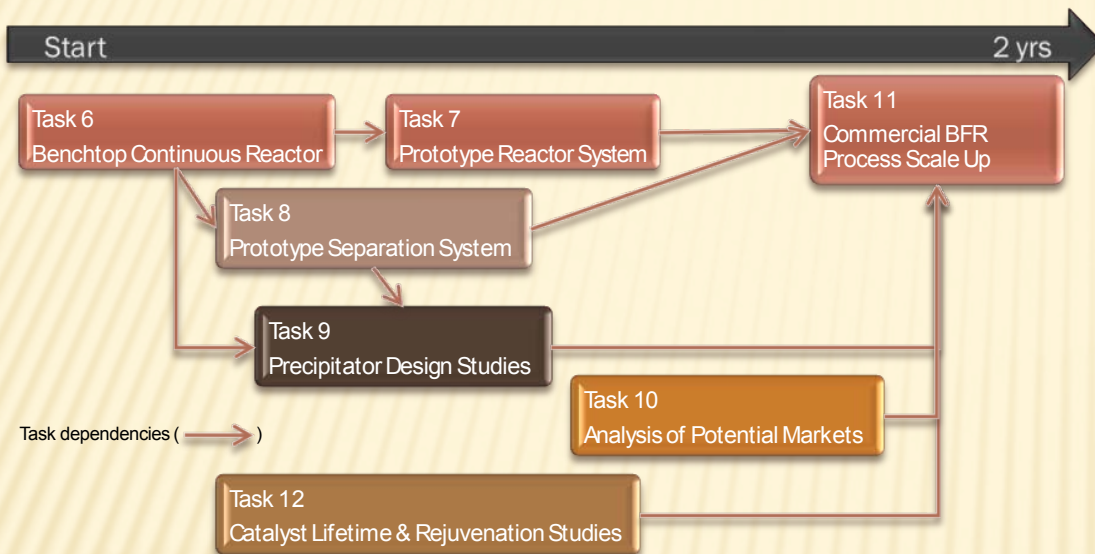 Start
2 yrs
Task 6
Benchtop Continuous Reactor
Task 7
Prototype Reactor System
Task 11
Commercial BFR
Process Scale Up
Task 8
Prototype Separation System
Task 9
Precipitator Design Studies
Task 10
Analysis of Potential Markets
Task dependencies ( )
Task 12
Catalyst Lifetime & Rejuvenation Studies